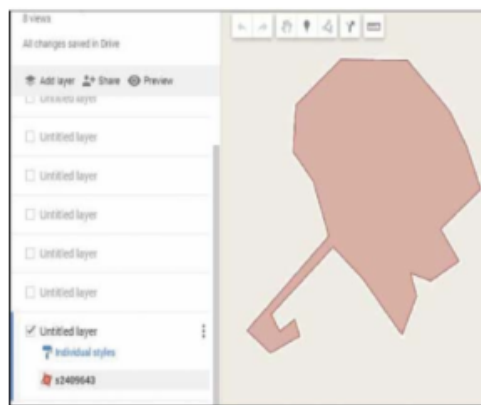 8 views
All changes saved in Drive
Add layer Share Preview
Untitled layer
Untitled layer
Untitled layer
Untitled layer
Untitled layer
Untitled layer
Untitled layer
Individual styles
s2409643